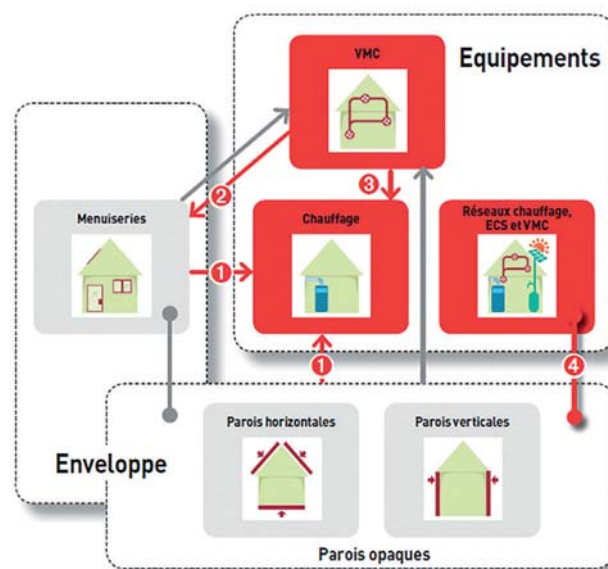 VMC
Equipements
2
3
Menuiseries
Chauffage
Réseaux chauffage,
ECS et VMC
1
1
4
Parois horizontales
Parois verticales
Enveloppe
Parois opaques